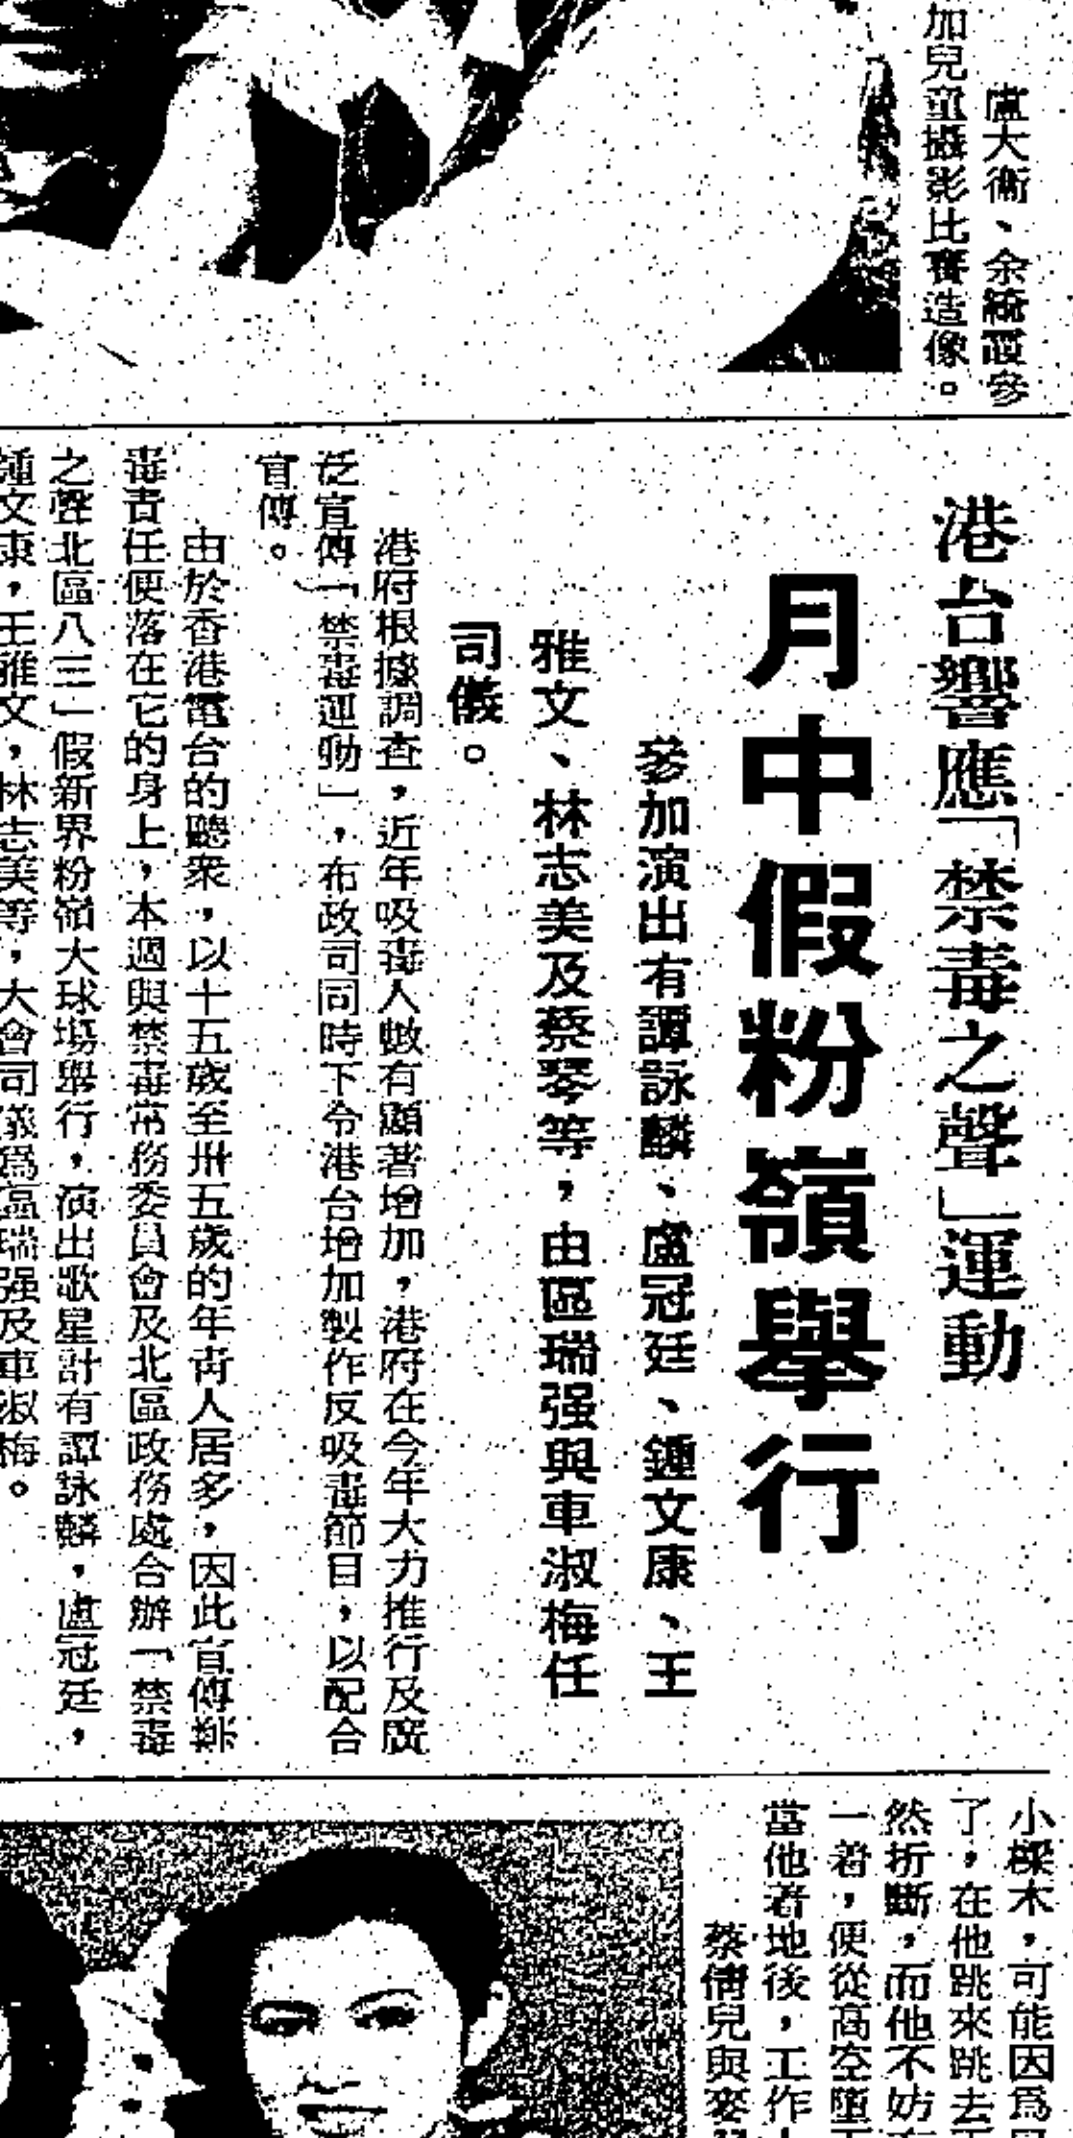 盧大衞、余綺霞參
加兒童攝影比賽造像。
港台響應「禁毒之聲」運動
月中假粉嶺舉行
參加演出有譚詠麟、盧冠廷、鍾文康、王
雅文、林志美及蔡琴等，由區瑞强與車淑梅任
司儀。
港府根據調查，近年吸毒人數有顯著增加，港府在今年大力推行及廣
泛宣傳「禁毒運動」，布政司同時下令港台增加製作反吸毒節目，以配合
宣傳。
由於香港電台的聽衆，以十五歲至卅五歲的年青人居多，因此宣傳禁
毒責任便落在它的身上，本週與禁毒常務委員會及北區政務處合辦「禁毒
之聲北區八三」假新界粉嶺大球場舉行，演出歌星計有譚詠麟，盧冠廷，
鍾文康，王雅文，林志美等，大會司儀爲區瑞强及車淑梅。
小樑木，可能因爲
了，在他跳來跳去
然折斷，而他不妨
一着，便從高空墮
當他着地後，工作
蔡倩兒與麥